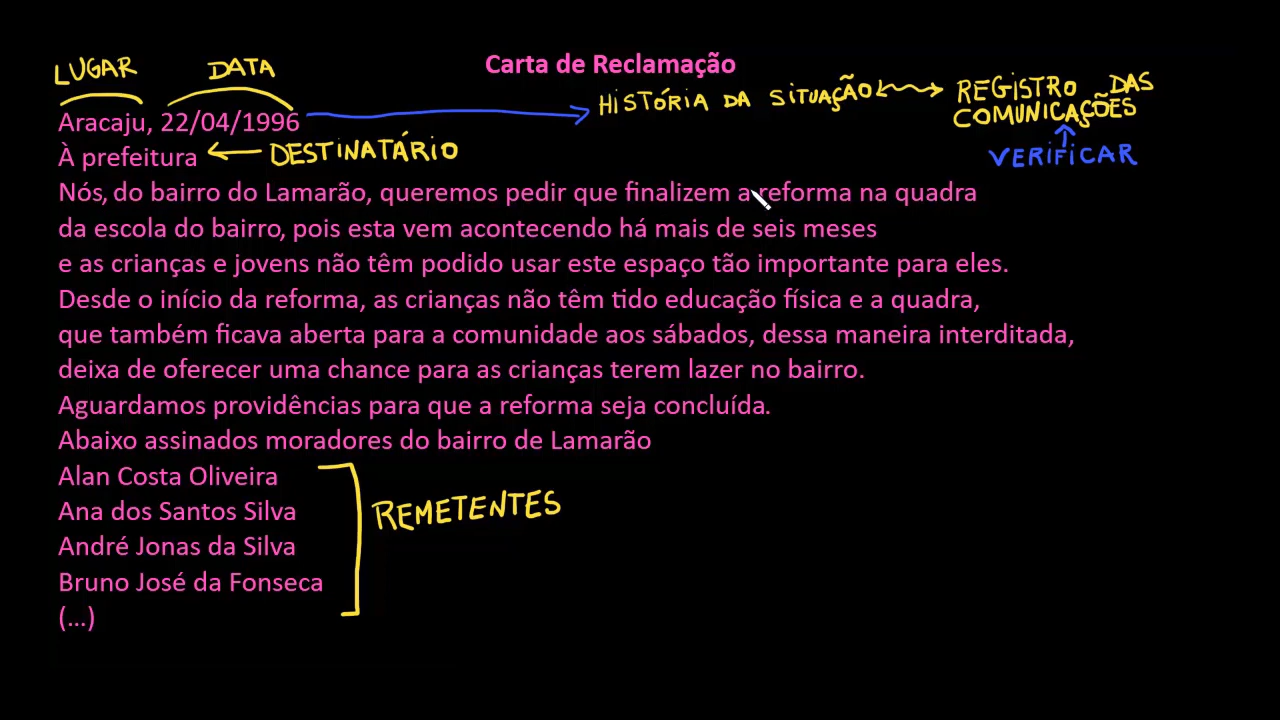 Carta de Reclamação
LUGAR DATA
HISTÓRIA DA SITUAÇÃO
REGISTRO DAS
COMUNICAÇÕES
VERIFICAR
Aracaju, 22/04/1996
À prefeitura
DESTINATÁRIO
Nós, do bairro do Lamarão, queremos pedir que finalizem a reforma na quadra
da escola do bairro, pois esta vem acontecendo há mais de seis meses
e as crianças e jovens não têm podido usar este espaço tão importante para eles.
Desde o início da reforma, as crianças não têm tido educação física e a quadra,
que também ficava aberta para a comunidade aos sábados, dessa maneira interditada,
deixa de oferecer uma chance para as crianças terem lazer no bairro.
Aguardamos providências para que a reforma seja concluída.
Abaixo assinados moradores do bairro de Lamarão
Alan Costa Oliveira
Ana dos Santos Silva
André Jonas da Silva
Bruno José da Fonseca
(...)
REMETENTES